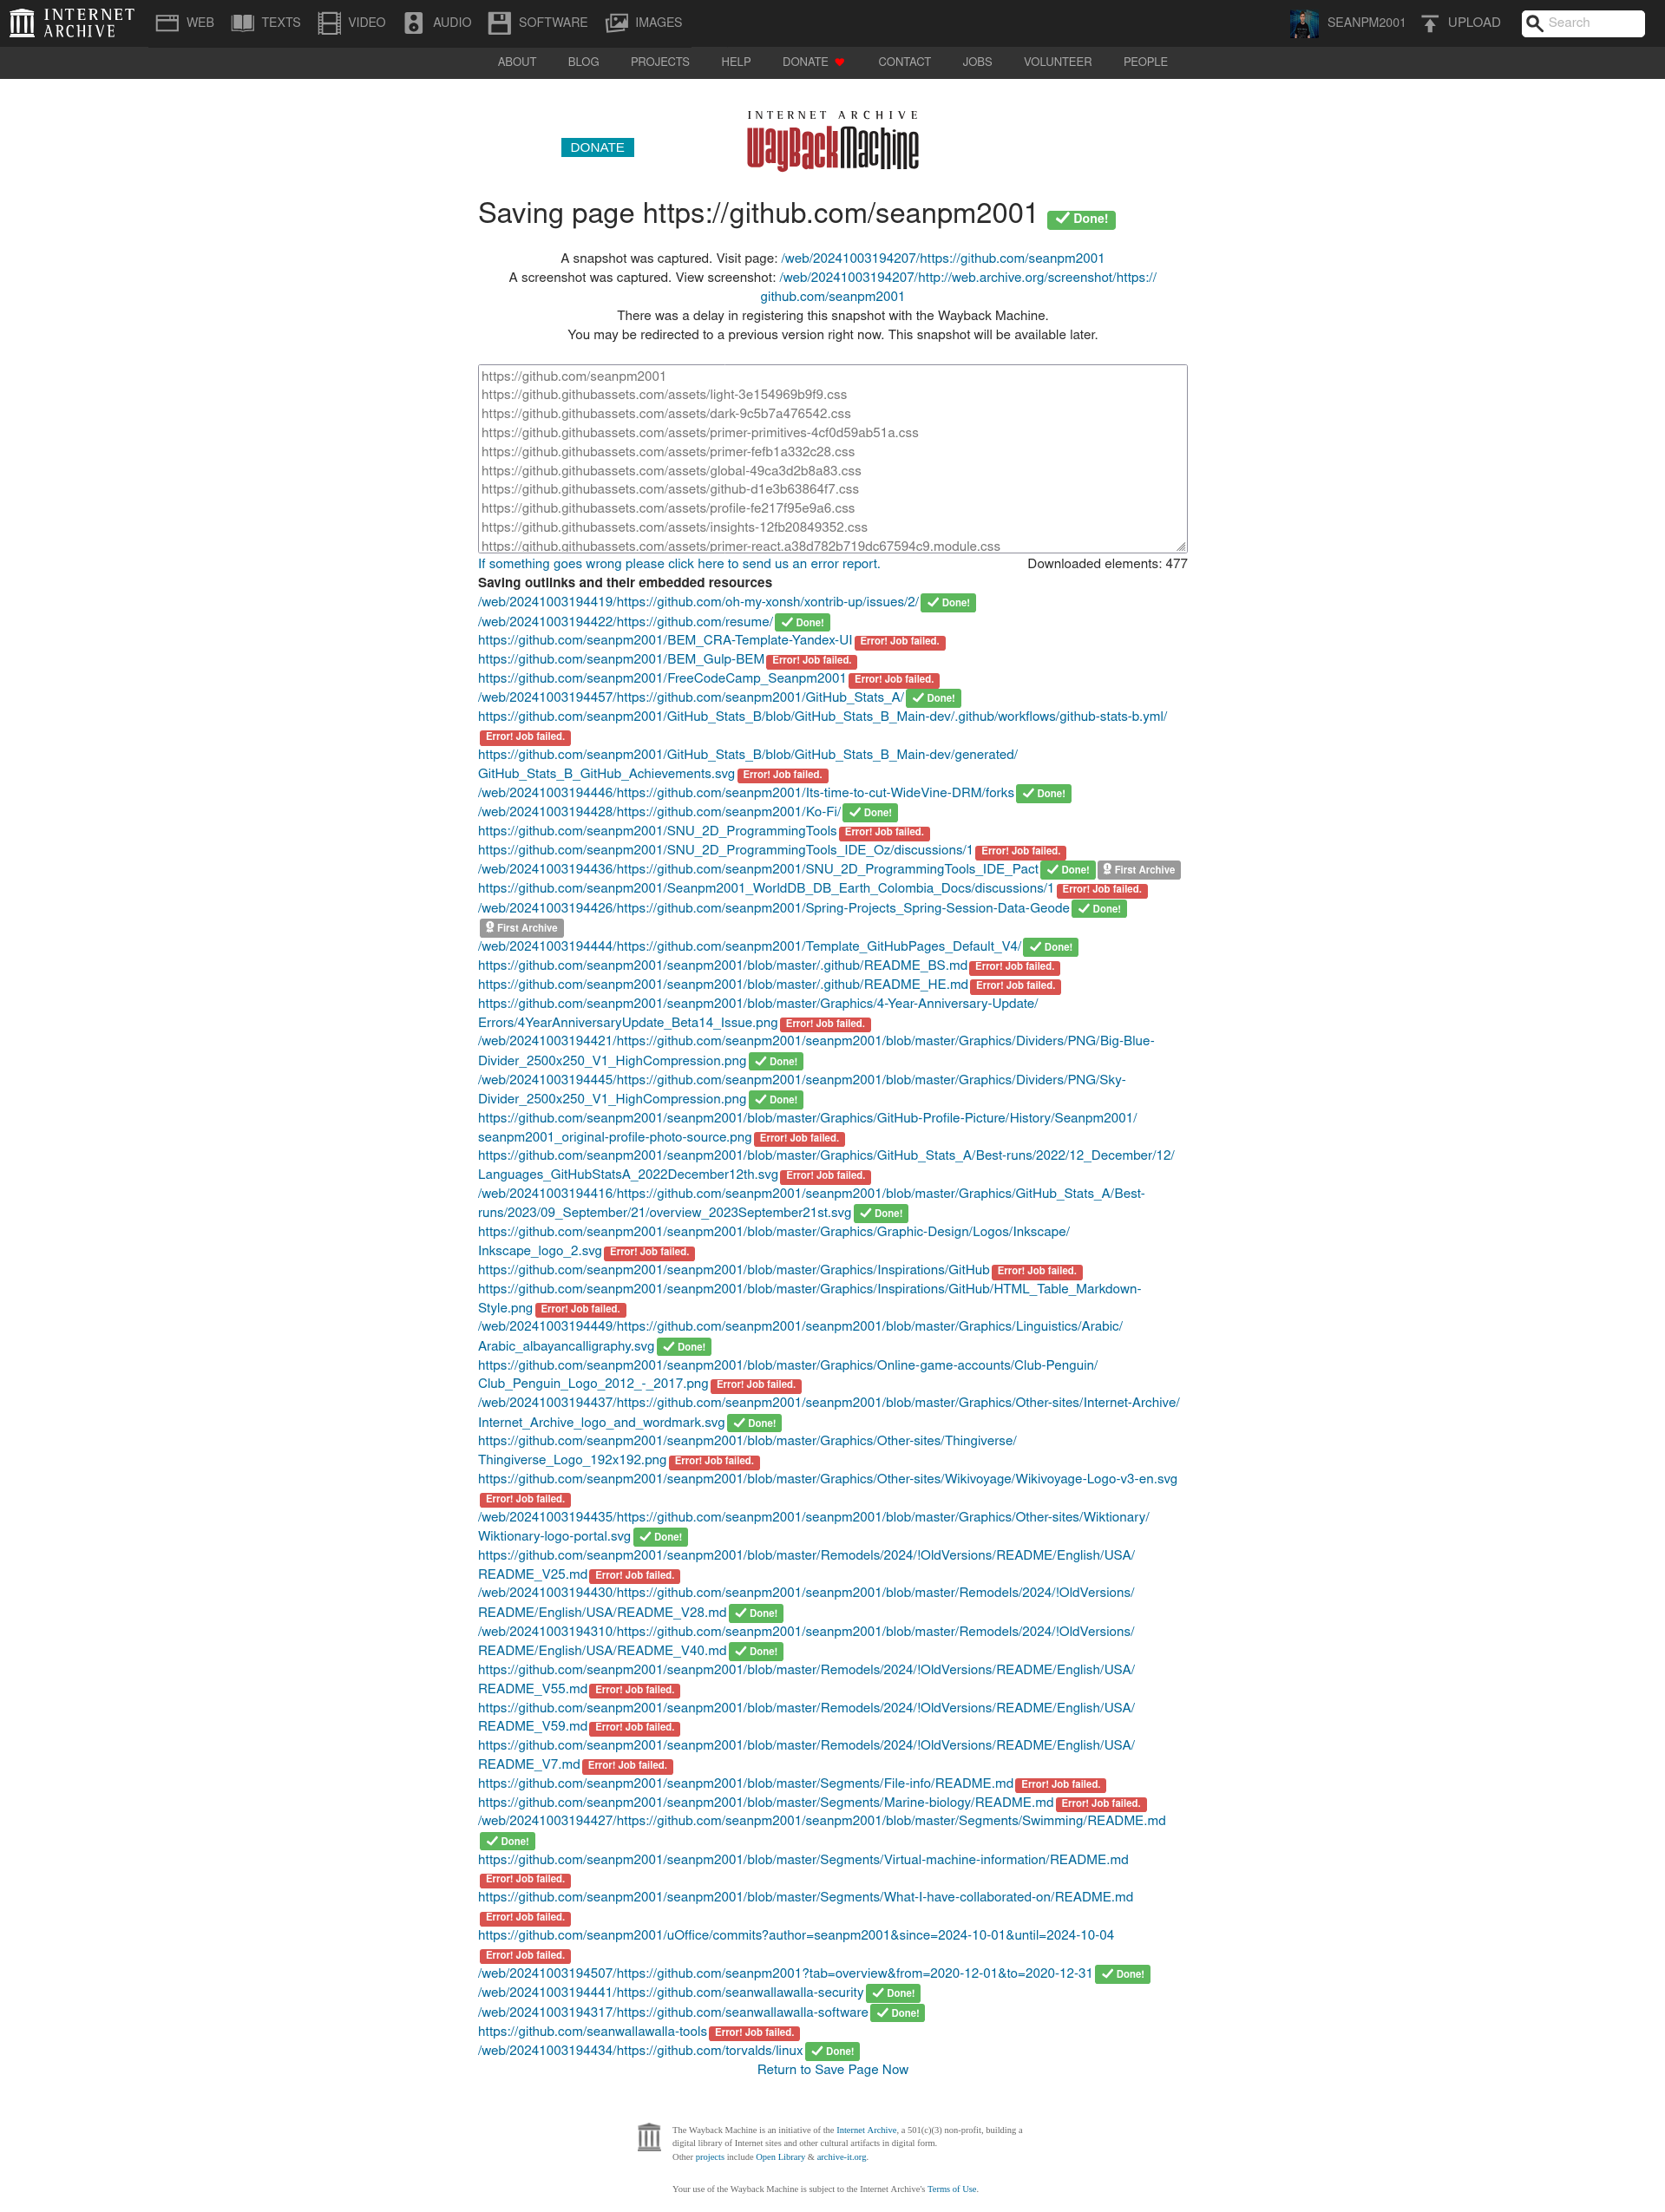 INTERNET ARCHIVE WEB TEXTS VIDEO AUDIO SOFTWARE IMAGES SEANPM2001 UPLOAD Search
ABOUT BLOG PROJECTS HELP DONATE CONTACT JOBS VOLUNTEER PEOPLE
INTERNET ARCHIVE
DONATE WayBackMachine
Saving page https://github.com/seanpm2001 Done!
A snapshot was captured. Visit page: /web/20241003194207/https://github.com/seanpm2001
A screenshot was captured. View screenshot: /web/20241003194207/http://web.archive.org/screenshot/https://
github.com/seanpm2001
There was a delay in registering this snapshot with the Wayback Machine.
You may be redirected to a previous version right now. This snapshot will be available later.
https://github.com/seanpm2001
https://github.githubassets.com/assets/light-3e154969b9f9.css
https://github.githubassets.com/assets/dark-9c5b7a476542.css
https://github.githubassets.com/assets/primer-primitives-4cf0d59ab51a.css
https://github.githubassets.com/assets/primer-fefb1a332c28.css
https://github.githubassets.com/assets/global-49ca3d2b8a83.css
https://github.githubassets.com/assets/github-d1e3b63864f7.css
https://github.githubassets.com/assets/profile-fe217f95e9a6.css
https://github.githubassets.com/assets/insights-12fb20849352.css
https://github.githubassets.com/assets/primer-react.a38d782b719dc67594c9.module.css
If something goes wrong please click here to send us an error report. Downloaded elements: 477
Saving outlinks and their embedded resources
/web/20241003194419/https://github.com/oh-my-xonsh/xontrib-up/issues/2/ Done!
/web/20241003194422/https://github.com/resume/ Done!
https://github.com/seanpm2001/BEM_CRA-Template-Yandex-UI Error! Job failed.
https://github.com/seanpm2001/BEM_Gulp-BEM Error! Job failed.
https://github.com/seanpm2001/FreeCodeCamp_Seanpm2001 Error! Job failed.
/web/20241003194457/https://github.com/seanpm2001/GitHub_Stats_A/ Done!
https://github.com/seanpm2001/GitHub_Stats_B/blob/GitHub_Stats_B_Main-dev/.github/workflows/github-stats-b.yml/
Error! Job failed.
https://github.com/seanpm2001/GitHub_Stats_B/blob/GitHub_Stats_B_Main-dev/generated/
GitHub_Stats_B_GitHub_Achievements.svg Error! Job failed.
/web/20241003194446/https://github.com/seanpm2001/Its-time-to-cut-WideVine-DRM/forks Done!
/web/20241003194428/https://github.com/seanpm2001/Ko-Fi/ Done!
https://github.com/seanpm2001/SNU_2D_ProgrammingTools Error! Job failed.
https://github.com/seanpm2001/SNU_2D_ProgrammingTools_IDE_Oz/discussions/1 Error! Job failed.
/web/20241003194436/https://github.com/seanpm2001/SNU_2D_ProgrammingTools_IDE_Pact Done! First Archive
https://github.com/seanpm2001/Seanpm2001_WorldDB_DB_Earth_Colombia_Docs/discussions/1 Error! Job failed.
/web/20241003194426/https://github.com/seanpm2001/Spring-Projects_Spring-Session-Data-Geode Done!
First Archive
/web/20241003194444/https://github.com/seanpm2001/Template_GitHubPages_Default_V4/ Done!
https://github.com/seanpm2001/seanpm2001/blob/master/.github/README_BS.md Error! Job failed.
https://github.com/seanpm2001/seanpm2001/blob/master/.github/README_HE.md Error! Job failed.
https://github.com/seanpm2001/seanpm2001/blob/master/Graphics/4-Year-Anniversary-Update/
Errors/4YearAnniversaryUpdate_Beta14_Issue.png Error! Job failed.
/web/20241003194421/https://github.com/seanpm2001/seanpm2001/blob/master/Graphics/Dividers/PNG/Big-Blue-
Divider_2500x250_V1_HighCompression.png Done!
/web/20241003194445/https://github.com/seanpm2001/seanpm2001/blob/master/Graphics/Dividers/PNG/Sky-
Divider_2500x250_V1_HighCompression.png Done!
https://github.com/seanpm2001/seanpm2001/blob/master/Graphics/GitHub-Profile-Picture/History/Seanpm2001/
seanpm2001_original-profile-photo-source.png Error! Job failed.
https://github.com/seanpm2001/seanpm2001/blob/master/Graphics/GitHub_Stats_A/Best-runs/2022/12_December/12/
Languages_GitHubStatsA_2022December12th.svg Error! Job failed.
/web/20241003194416/https://github.com/seanpm2001/seanpm2001/blob/master/Graphics/GitHub_Stats_A/Best-
runs/2023/09_September/21/overview_2023September21st.svg Done!
https://github.com/seanpm2001/seanpm2001/blob/master/Graphics/Graphic-Design/Logos/Inkscape/
Inkscape_logo_2.svg Error! Job failed.
https://github.com/seanpm2001/seanpm2001/blob/master/Graphics/Inspirations/GitHub Error! Job failed.
https://github.com/seanpm2001/seanpm2001/blob/master/Graphics/Inspirations/GitHub/HTML_Table_Markdown-
Style.png Error! Job failed.
/web/20241003194449/https://github.com/seanpm2001/seanpm2001/blob/master/Graphics/Linguistics/Arabic/
Arabic_albayancalligraphy.svg Done!
https://github.com/seanpm2001/seanpm2001/blob/master/Graphics/Online-game-accounts/Club-Penguin/
Club_Penguin_Logo_2012_-_2017.png Error! Job failed.
/web/20241003194437/https://github.com/seanpm2001/seanpm2001/blob/master/Graphics/Other-sites/Internet-Archive/
Internet_Archive_logo_and_wordmark.svg Done!
https://github.com/seanpm2001/seanpm2001/blob/master/Graphics/Other-sites/Thingiverse/
Thingiverse_Logo_192x192.png Error! Job failed.
https://github.com/seanpm2001/seanpm2001/blob/master/Graphics/Other-sites/Wikivoyage/Wikivoyage-Logo-v3-en.svg
Error! Job failed.
/web/20241003194435/https://github.com/seanpm2001/seanpm2001/blob/master/Graphics/Other-sites/Wiktionary/
Wiktionary-logo-portal.svg Done!
https://github.com/seanpm2001/seanpm2001/blob/master/Remodels/2024/!OldVersions/README/English/USA/
README_V25.md Error! Job failed.
/web/20241003194430/https://github.com/seanpm2001/seanpm2001/blob/master/Remodels/2024/!OldVersions/
README/English/USA/README_V28.md Done!
/web/20241003194310/https://github.com/seanpm2001/seanpm2001/blob/master/Remodels/2024/!OldVersions/
README/English/USA/README_V40.md Done!
https://github.com/seanpm2001/seanpm2001/blob/master/Remodels/2024/!OldVersions/README/English/USA/
README_V55.md Error! Job failed.
https://github.com/seanpm2001/seanpm2001/blob/master/Remodels/2024/!OldVersions/README/English/USA/
README_V59.md Error! Job failed.
https://github.com/seanpm2001/seanpm2001/blob/master/Remodels/2024/!OldVersions/README/English/USA/
README_V7.md Error! Job failed.
https://github.com/seanpm2001/seanpm2001/blob/master/Segments/File-info/README.md Error! Job failed.
https://github.com/seanpm2001/seanpm2001/blob/master/Segments/Marine-biology/README.md Error! Job failed.
/web/20241003194427/https://github.com/seanpm2001/seanpm2001/blob/master/Segments/Swimming/README.md
Done!
https://github.com/seanpm2001/seanpm2001/blob/master/Segments/Virtual-machine-information/README.md
Error! Job failed.
https://github.com/seanpm2001/seanpm2001/blob/master/Segments/What-I-have-collaborated-on/README.md
Error! Job failed.
https://github.com/seanpm2001/uOffice/commits?author=seanpm2001&since=2024-10-01&until=2024-10-04
Error! Job failed.
/web/20241003194507/https://github.com/seanpm2001?tab=overview&from=2020-12-01&to=2020-12-31 Done!
/web/20241003194441/https://github.com/seanwallawalla-security Done!
/web/20241003194317/https://github.com/seanwallawalla-software Done!
https://github.com/seanwallawalla-tools Error! Job failed.
/web/20241003194434/https://github.com/torvalds/linux Done!
Return to Save Page Now
The Wayback Machine is an initiative of the Internet Archive, a 501(c)(3) non-profit, building a
digital library of Internet sites and other cultural artifacts in digital form.
Other projects include Open Library & archive-it.org.
Your use of the Wayback Machine is subject to the Internet Archive's Terms of Use.